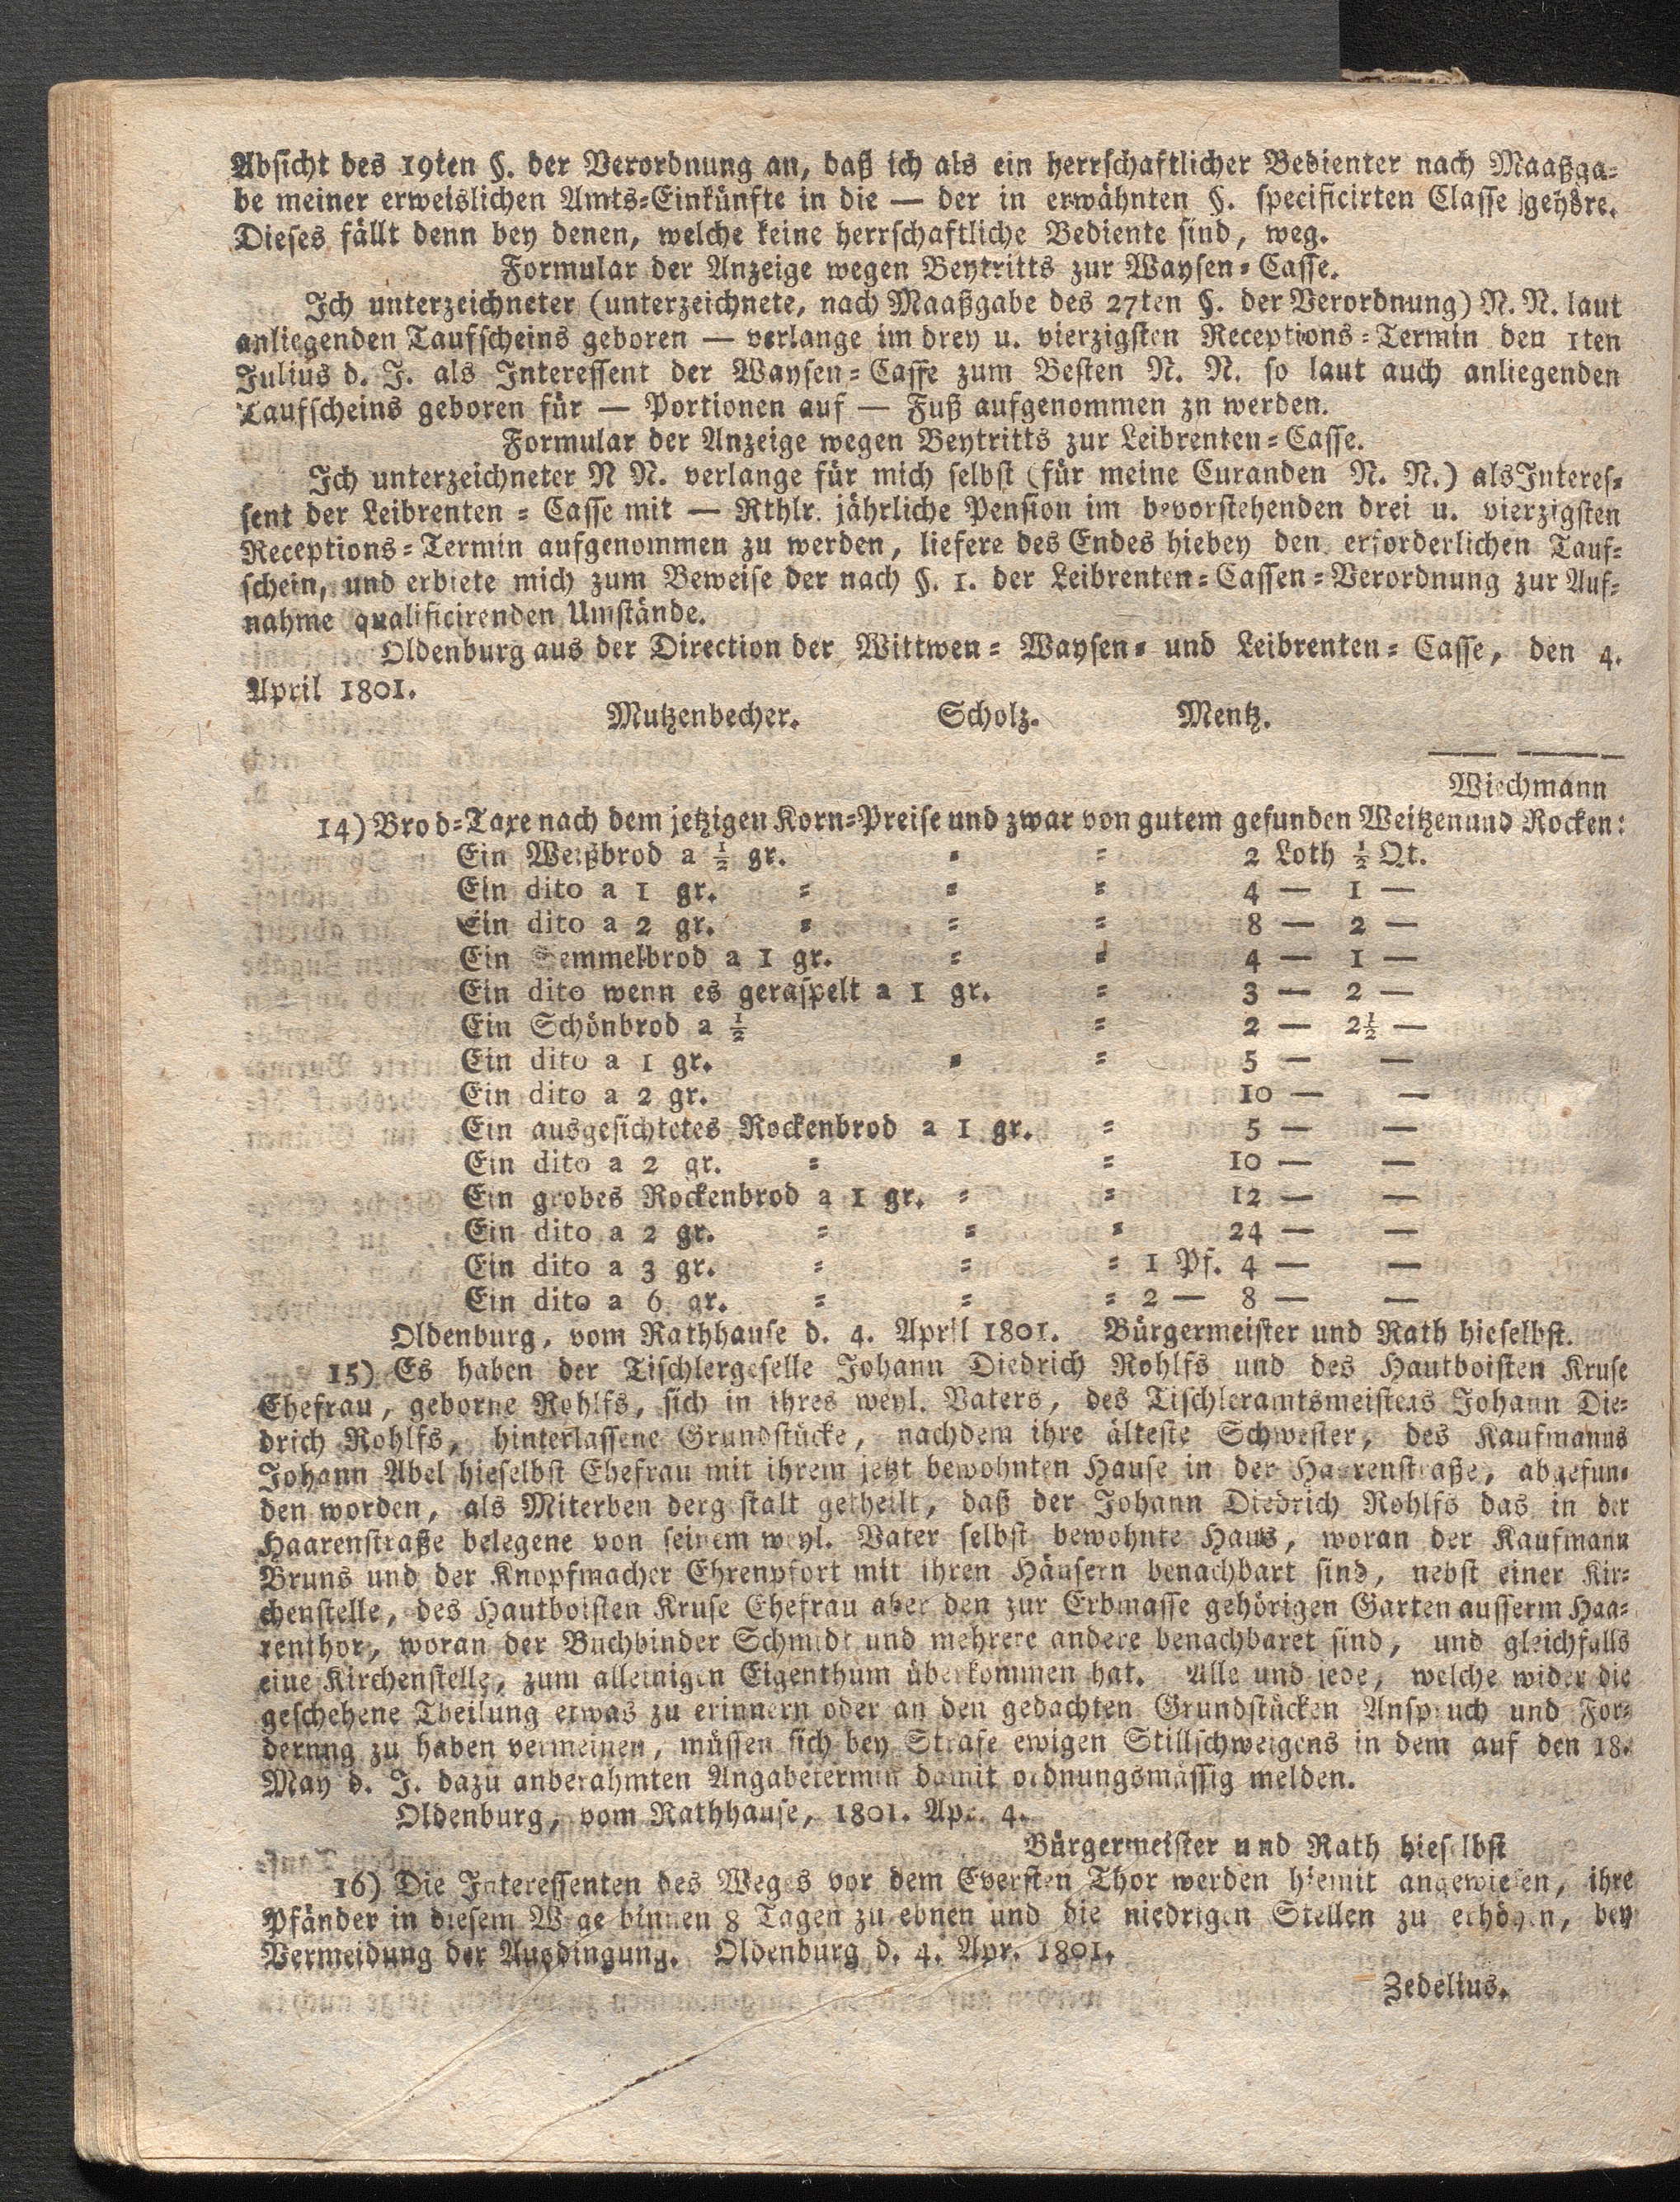 Absicht des 19ten §. der Verordnung an, daß ich als ein herrschaftlicher Bedienter nach Maaßga-
be meiner erweislichen Amts-Einkünfte in die — der in erwähnten §. specificirten Classe gehöre.
Dieses fällt denn bey denen, welche keine herrschaftliche Bediente sind, weg.
Formular der Anzeige wegen Beytritts zur Waysen-Casse.
Ich unterzeichneter (unterzeichnete, nach Maaßgabe des 27ten §. der Verordnung) N. N. laut
anliegenden Taufscheins geboren — verlange im drey u. vierzigsten Receptions-Termin den 1ten
Julius d. J. als Interessent der Waysen-Casse zum Besten N. N. so laut auch anliegenden
Taufscheins geboren für — Portionen auf — Fuß aufgenommen zn werden.
Formular der Anzeige wegen Beytritts zur Leibrenten-Casse.
Ich unterzeichneter N N. verlange für mich selbst (für meine Curanden N. N.) als Interes-
sent der Leibrenten-Casse mit — Rthlr. jährliche Pension im bevorstehenden drei u. vierzigsten
Receptions-Termin aufgenommen zu werden, liefere des Endes hiebey den erforderlichen Tauf-
schein, und erbiete mich zum Beweise der nach §. 1. der Leibrenten-Cassen-Verordnung zur Auf-
nahme qualificirenden Umstände.
Oldenburg aus der Direction der Wittwen- Waysen- und Leibrenten-Casse, den 4.
April 1801.
Mutzenbecher. Scholz. Mentz.
Wiechmann
14) Brod-Taxe nach dem jetzigen Korn-Preise und zwar von gutem gesunden Weitzen und Rocken:
Ein Weißbrod a ½ gr. = = 2 Loth ½ Qt.
Ein dito a 1 gr. = = = 4 — 1 —
Ein dito a 2 gr. = = = 8 — 2 —
Ein Semmelbrod a 1 gr. = = 4 — 1 —
Ein dito wenn es geraspelt a 1 gr. = 3 — 2 —
Ein Schönbrod a ½ = 2 — 2½ —
Ein dito a 1 gr. = = 5 — —
Ein dito a 2 gr. 10 — —
Ein ausgesichtetes Rockenbrod a 1 gr. = 5 — —
Ein dito a 2 gr. = = 10 — —
Ein grobes Rockenbrod a 1 gr. = = 12 — —
Ein dito a 2 gr. = = = 24 — —
Ein dito a 3 gr. = = = 1 Pf. 4 — —
Ein dito a 6 gr. = = = 2 — 8 — —
Oldenburg, vom Rathhause d. 4. April 1801. Bürgermeister und Rath hieselbst.
15) Es haben der Tischlergeselle Johann Diedrich Rohlfs und des Hautboisten Kruse
Ehefrau, geborne Rohlfs, sich in ihres weyl. Vaters, des Tischleramtsmeisters Johann Die-
drich Rohlfs, hinterlassene Grundstücke, nachdem ihre älteste Schwester, des Kaufmanns
Johann Abel hieselbst Ehefrau mit ihrem jetzt bewohnten Hause in der Haarenstraße, abgefun-
den worden, als Miterben dergestalt getheilt, daß der Johann Diedrich Rohlfs das in der
Haarenstraße belegene von seinem weyl. Vater selbst bewohnte Haus, woran der Kaufmann
Bruns und der Knopfmacher Ehrenpfort mit ihren Häusern benachbart sind, nebst einer Kir-
chenstelle, des Hautboisten Kruse Ehefrau aber den zur Erbmasse gehörigen Garten ausserm Haa-
renthor, woran der Buchbinder Schmidt und mehrere andere benachbaret sind, und gleichfalls
eine Kirchenstelle, zum alleinigen Eigenthum überkommen hat. Alle und jede, welche wider die
geschehene Theilung etwas zu erinnern oder an den gedachten Grundstücken Anspruch und For-
derung zu haben vermeinen, müssen sich bey Strafe ewigen Stillschweigens in dem auf den 18.
May d. J. dazu anberahmten Angabetermin damit ordnungsmässig melden.
Oldenburg, vom Rathhause, 1801. Apr. 4.
Bürgermeister und Rath hieselbst
16) Die Interessenten des Weges vor dem Eversten Thor werden hiemit angewiesen, ihre
Pfänder in diesem Wege binnen 8 Tagen zu ebnen und die niedrigen Stellen zu erhöhen, bey
Vermeidung der Ausdingung. Oldenburg d. 4. Apr. 1801.
Zedelius.